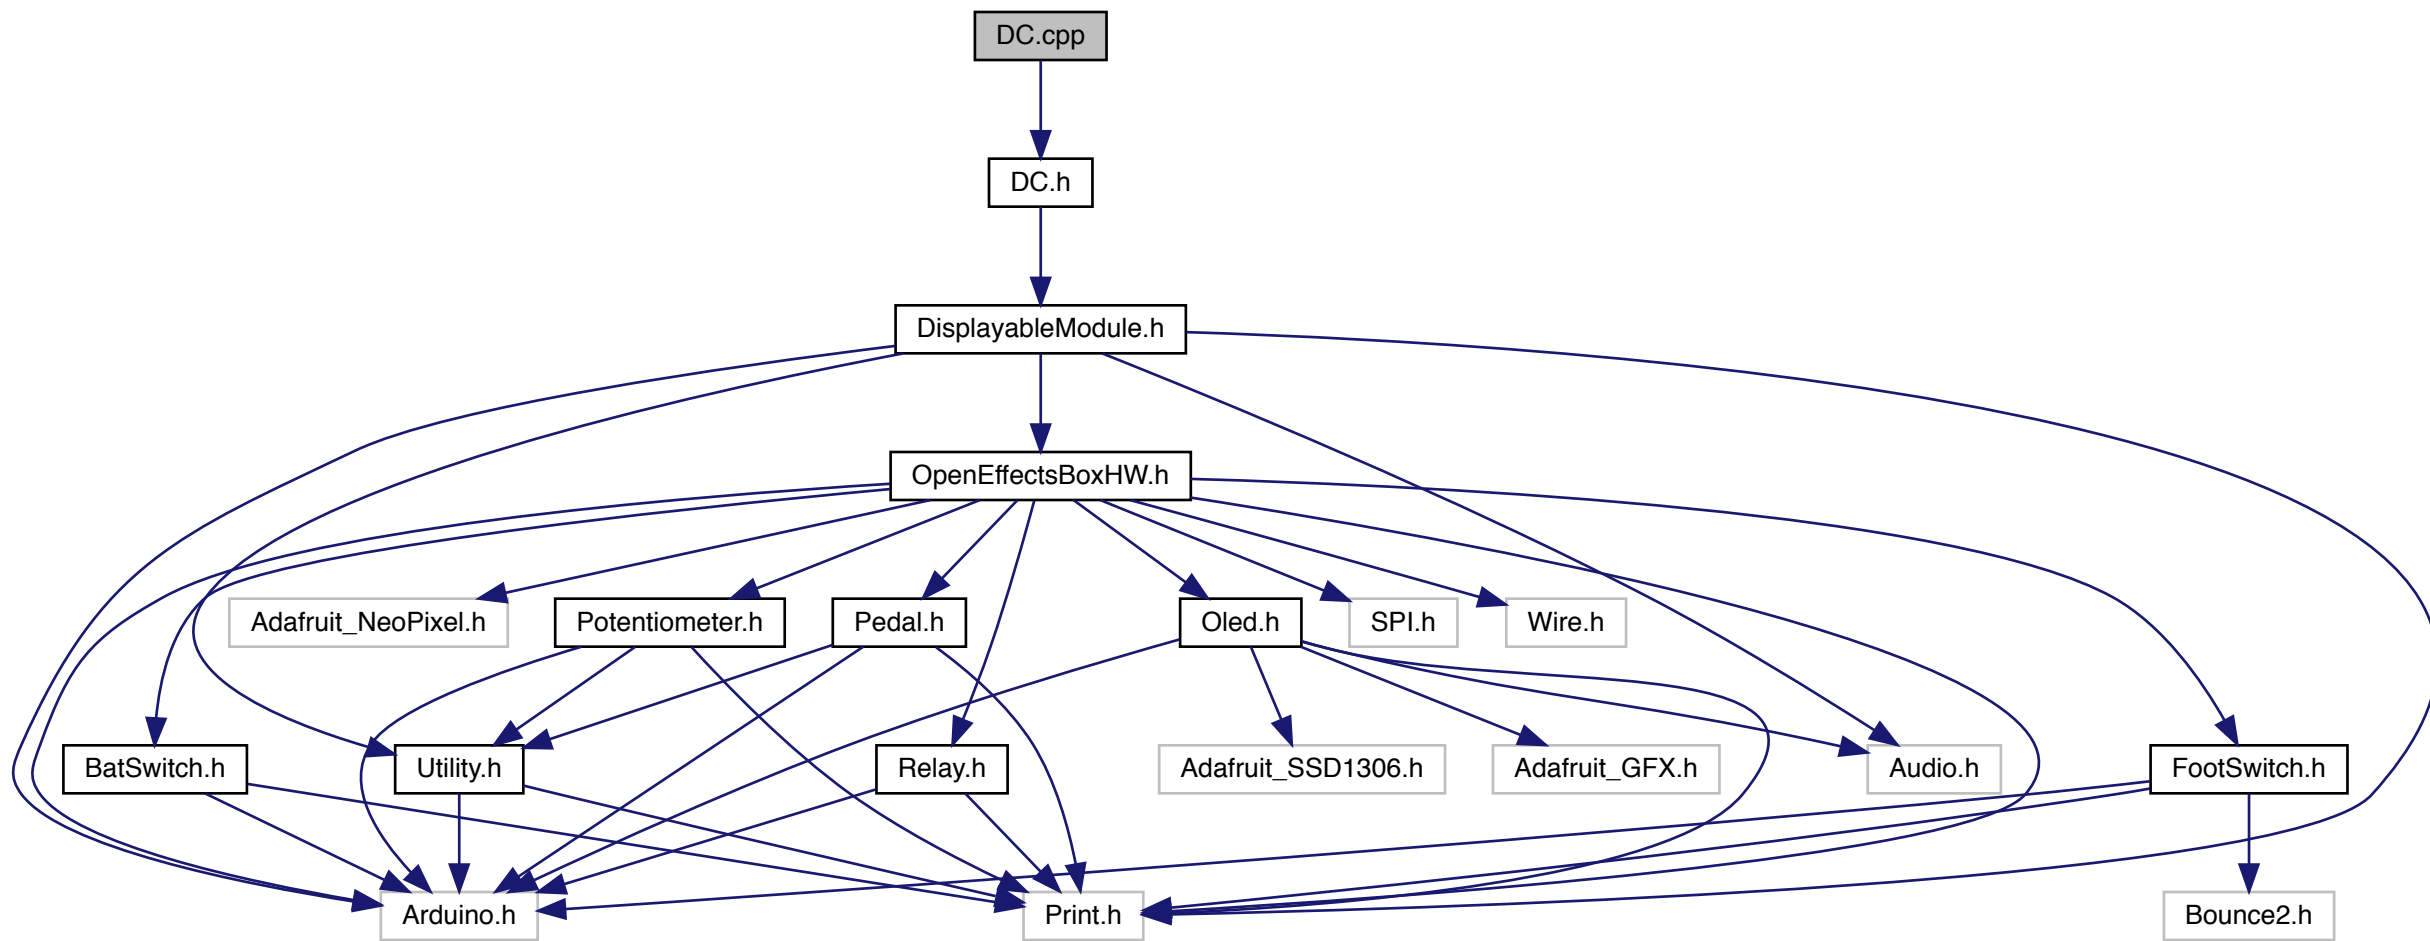 DC.cpp
DC.h
DisplayableModule.h
OpenEffectsBoxHW.h
Adafruit_NeoPixel.h
Potentiometer.h
Pedal.h
Oled.h
SPI.h
Wire.h
BatSwitch.h
Utility.h
Relay.h
Adafruit_SSD1306.h
Adafruit_GFX.h
Audio.h
FootSwitch.h
Arduino.h
Print.h
Bounce2.h